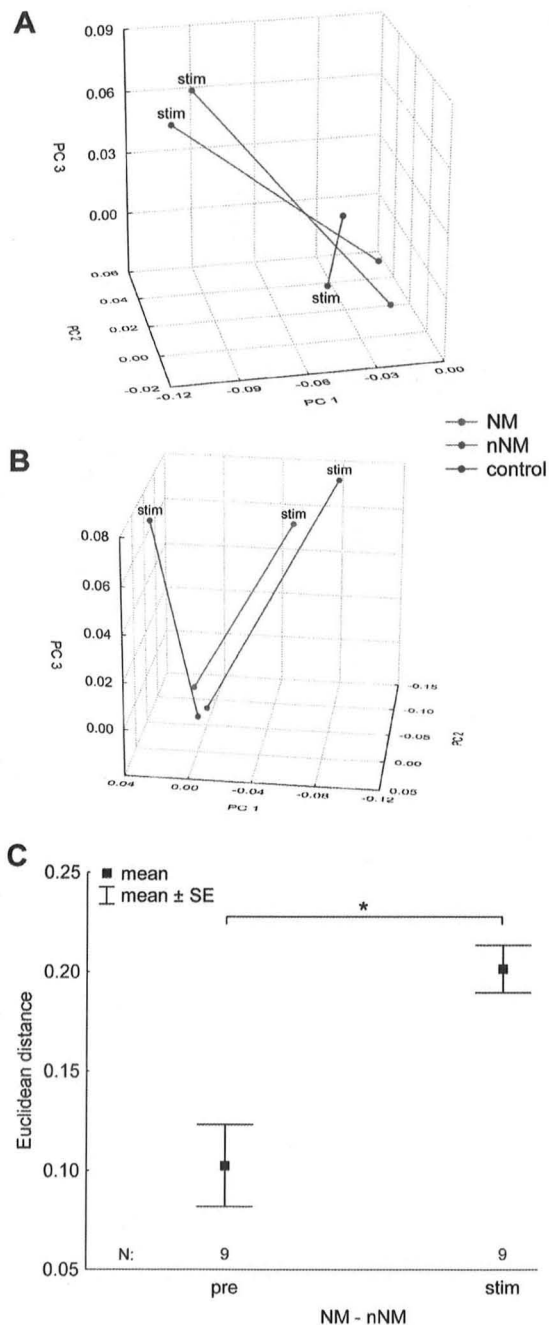 A
0.09
0.06
0.03
0.00
PC 3
stim
stim
stim
0.06
0.04
0.02
0.00
-0.02
PC2
-0.12
-0.09
-0.06
-0.03
0.00
PC 1
NM
nNM
control
B
stim
stim
stim
0.08
0.06
0.04
0.02
0.00
PC 3
0.04
0.00
-0.04
-0.08
-0.12
PC 1
-0.15
-0.10
-0.05
0.00
0.05
PC2
C
mean
mean ± SE
*
0.25
0.20
0.15
0.10
0.05
Euclidean distance
N: 9 9
pre stim
NM - nNM